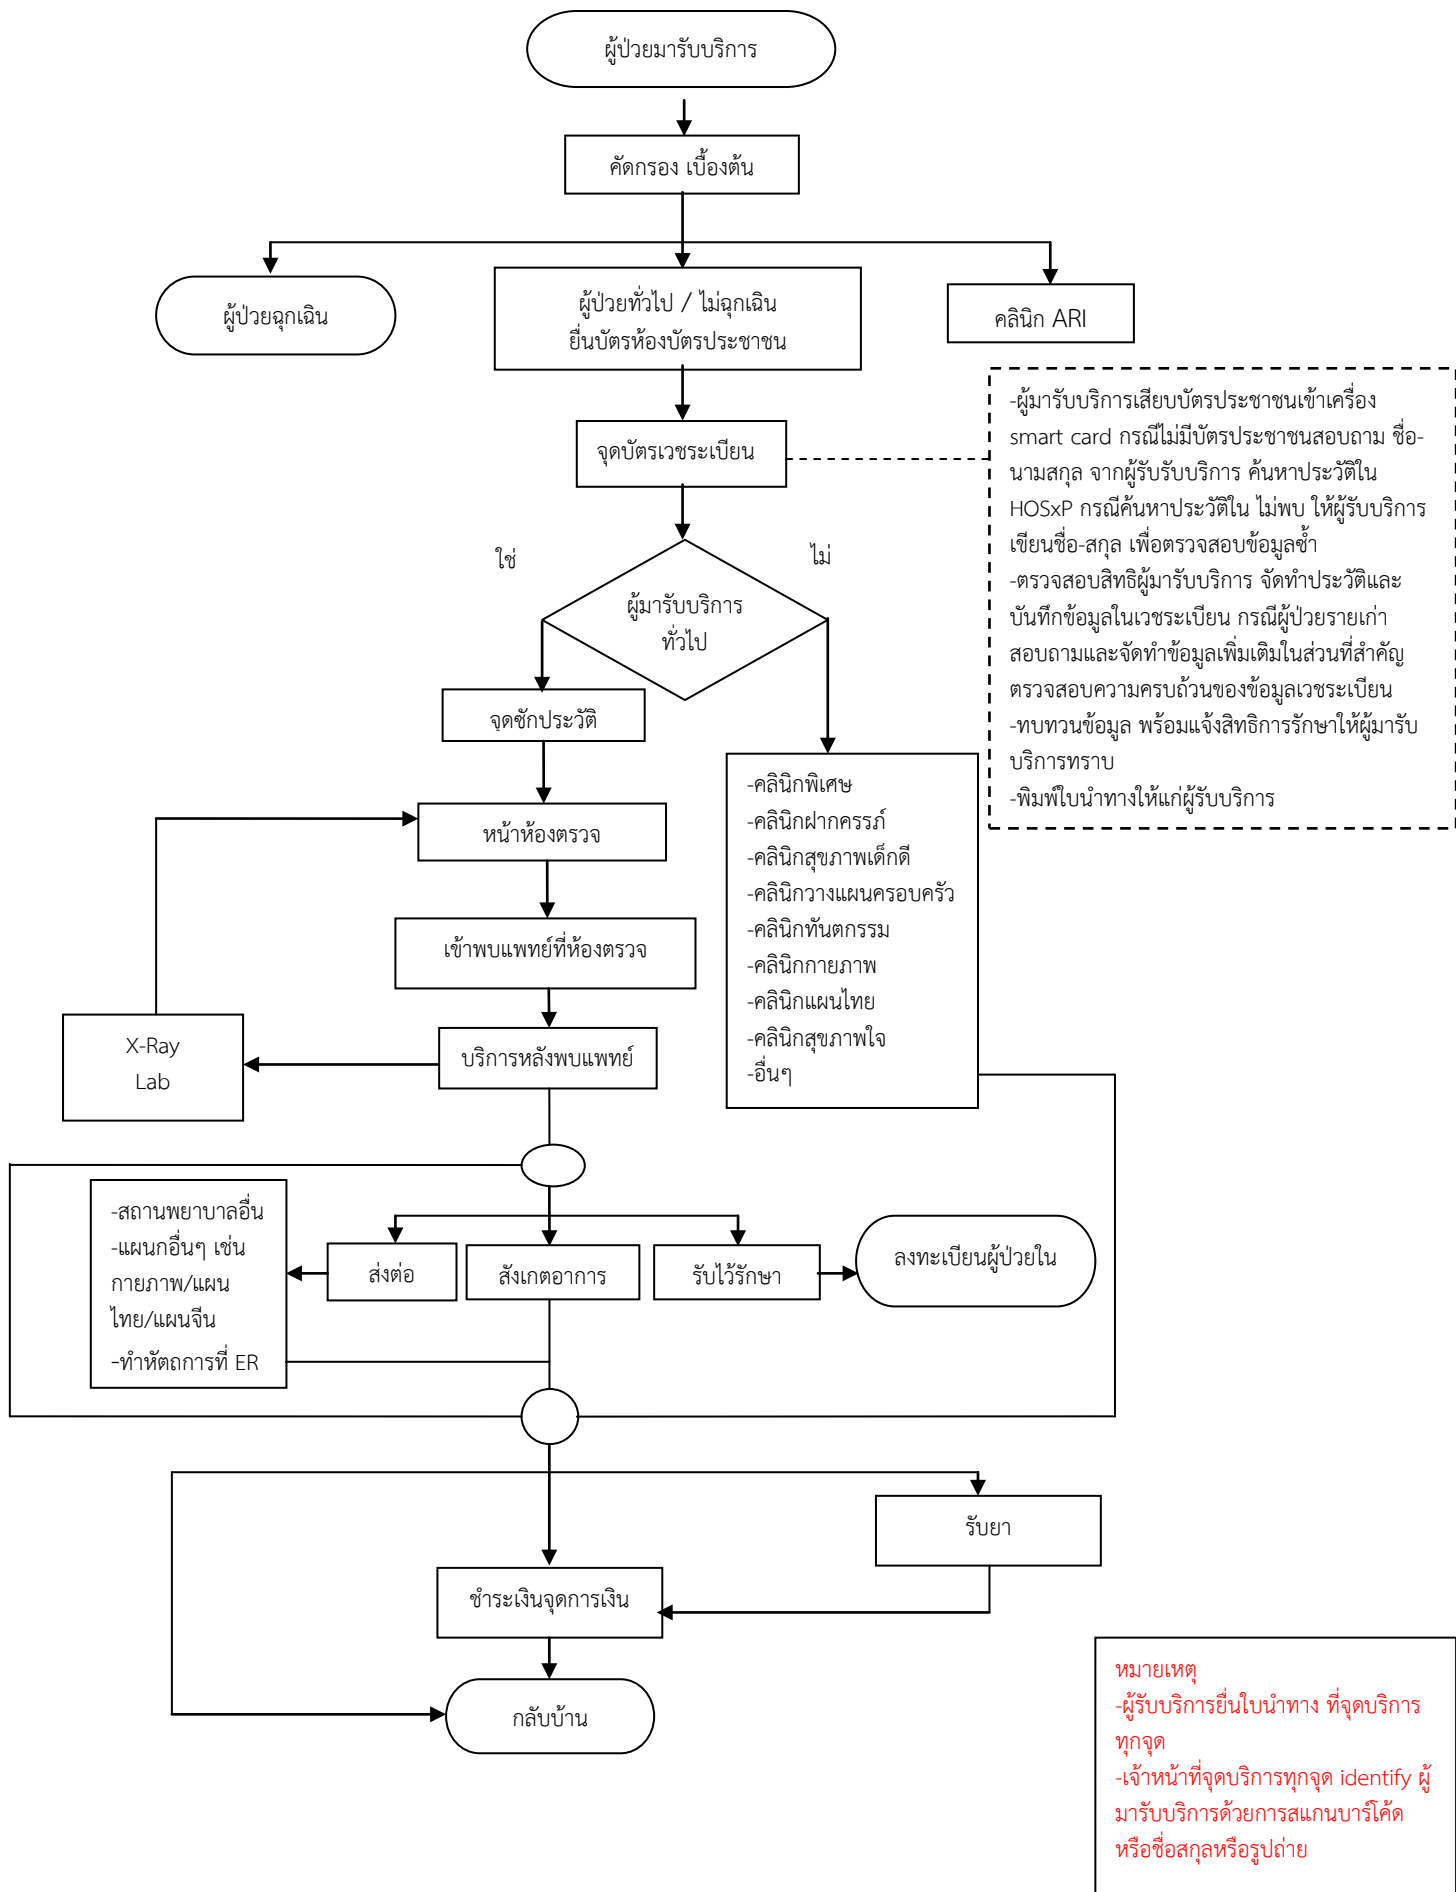 ผู้ป่วยมารับบริการ
คัดกรอง เบื้องต้น
ผู้ป่วยฉุกเฉิน
ผู้ป่วยทั่วไป / ไม่ฉุกเฉิน
ยื่นบัตรห้องบัตรประชาชน
คลินิก ARI
จุดบัตรเวชระเบียน
-ผู้มารับบริการเสียบบัตรประชาชนเข้าเครื่อง
smart card กรณีไม่มีบัตรประชาชนสอบถาม ชื่อ-
นามสกุล จากผู้รับรับบริการ ค้นหาประวัติใน
HOSxP กรณีค้นหาประวัติใน ไม่พบ ให้ผู้รับบริการ
เขียนชื่อ-สกุล เพื่อตรวจสอบข้อมูลซ้ำ
-ตรวจสอบสิทธิผู้มารับบริการ จัดทำประวัติและ
บันทึกข้อมูลในเวชระเบียน กรณีผู้ป่วยรายเก่า
สอบถามและจัดทำข้อมูลเพิ่มเติมในส่วนที่สำคัญ
ตรวจสอบความครบถ้วนของข้อมูลเวชระเบียน
-ทบทวนข้อมูล พร้อมแจ้งสิทธิการรักษาให้ผู้มารับ
บริการทราบ
-พิมพ์ใบนำทางให้แก่ผู้รับบริการ
ใช่
ไม่
ผู้มารับบริการ
ทั่วไป
จุดซักประวัติ
หน้าห้องตรวจ
เข้าพบแพทย์ที่ห้องตรวจ
บริการหลังพบแพทย์
X-Ray
Lab
-คลินิกพิเศษ
-คลินิกฝากครรภ์
-คลินิกสุขภาพเด็กดี
-คลินิกวางแผนครอบครัว
-คลินิกทันตกรรม
-คลินิกกายภาพ
-คลินิกแผนไทย
-คลินิกสุขภาพใจ
-อื่นๆ
-สถานพยาบาลอื่น
-แผนกอื่นๆ เช่น
กายภาพ/แผน
ไทย/แผนจีน
-ทำหัตถการที่ ER
ส่งต่อ
สังเกตอาการ
รับไว้รักษา
ลงทะเบียนผู้ป่วยใน
รับยา
ชำระเงินจุดการเงิน
กลับบ้าน
หมายเหตุ
-ผู้รับบริการยื่นใบนำทาง ที่จุดบริการ
ทุกจุด
-เจ้าหน้าที่จุดบริการทุกจุด identify ผู้
มารับบริการด้วยการสแกนบาร์โค้ด
หรือชื่อสกุลหรือรูปถ่าย